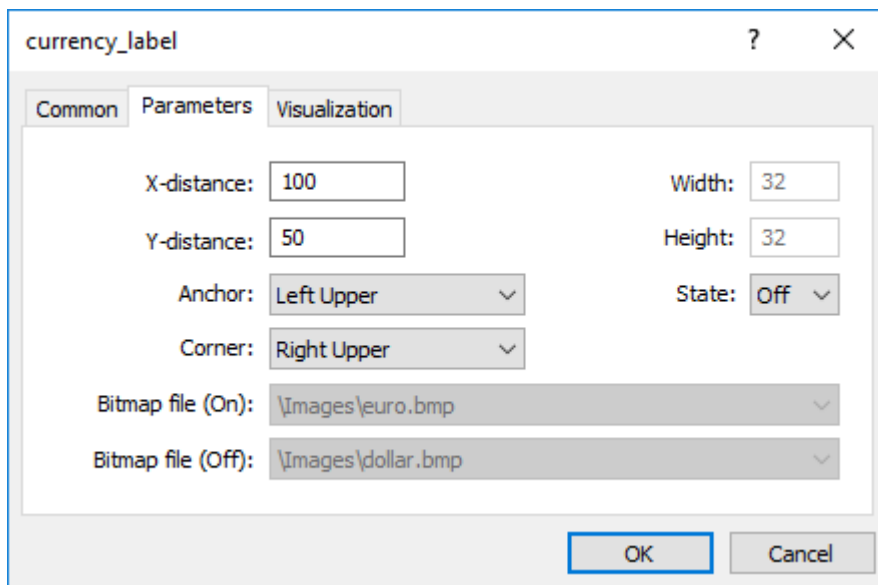 currency_label ?
Common Parameters Visualization
X-distance: 100 Width: 32
Y-distance: 50 Height: 32
Anchor: Left Upper State: Off
Corner: Right Upper
Bitmap file (On): \Images\euro.bmp
Bitmap file (Off): \Images\dollar.bmp
OK Cancel